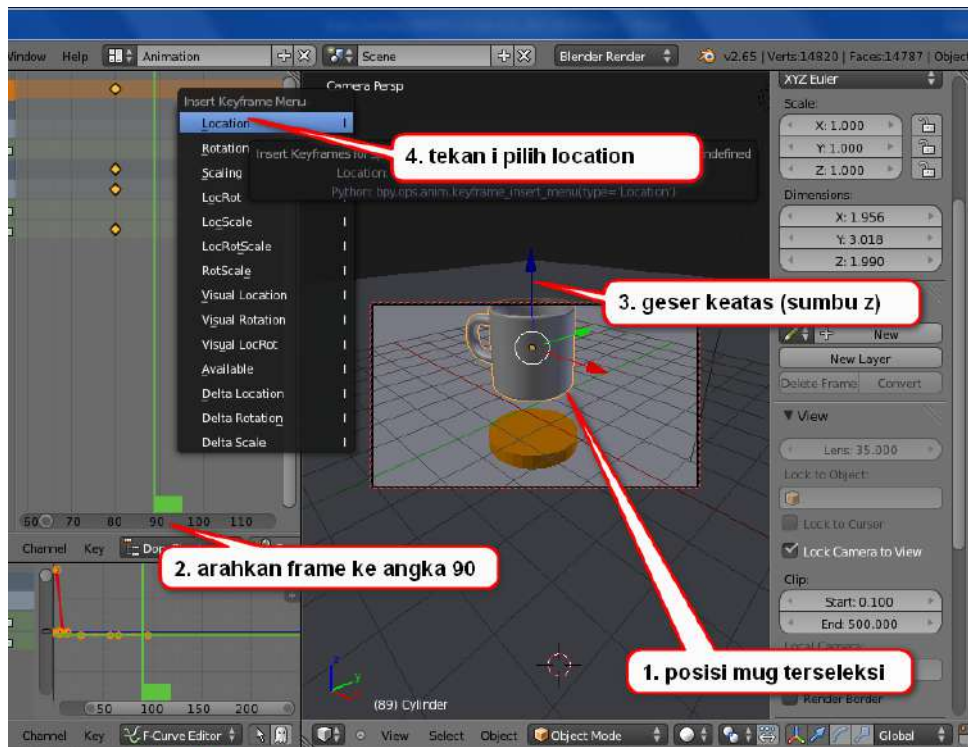 Window Help Animation Scene Blender Render v2.65 | Verts:14820 | Faces:14787 | Object
Camera Persp
XYZ Euler
Insert Keyframe Menu
Location I
Rotation
Scaling
LocRot
LocScale
LocRotScale I
RotScale I
Visual Location I
Visual Rotation I
Visual LocRot I
Available I
Delta Location I
Delta Rotation I
Delta Scale I
Insert Keyframes for
Location:
Python: bpy.ops.anim.keyframe_insert_menu(type='Location')
4. tekan i pilih location
Scale:
X: 1.000
Y: 1.000
Z: 1.000
Dimensions:
X: 1.956
Y: 3.018
Z: 1.990
3. geser keatas (sumbu z)
New
New Layer
Delete Frame Convert
View
Lens: 35.000
Lock to Object:
Lock to Cursor
Lock Camera to View
Clip:
Start: 0.100
End: 500.000
Local Camera:
Render Border
60 70 80 90 100 110
Channel Key
2. arahkan frame ke angka 90
1. posisi mug terseleksi
50 100 150 200
z
y
(89) Cylinder
Channel Key F-Curve Editor View Select Object Object Mode Global